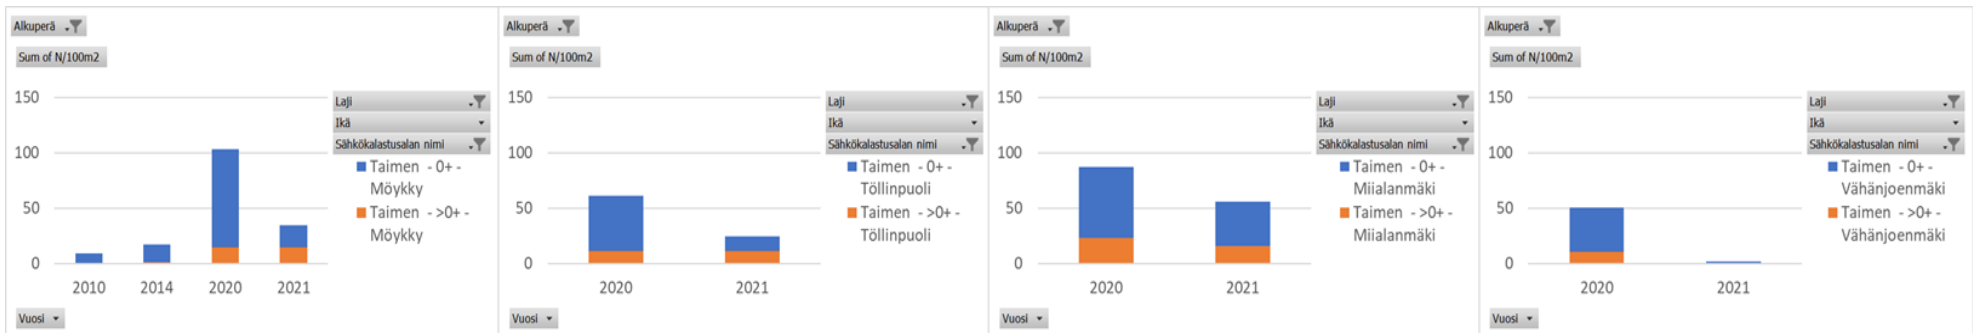 Alkuperä
Sum of N/100m2
150
100
50
0
2010 2014 2020 2021
Laji
Ikä
Sähkökalastusalan nimi
Taimen - 0+ -
Möykky
Taimen - >0+ -
Möykky
Vuosi
Alkuperä
Sum of N/100m2
150
100
50
0
2020 2021
Laji
Ikä
Sähkökalastusalan nimi
Taimen - 0+ -
Töllinpuoli
Taimen - >0+ -
Töllinpuoli
Vuosi
Alkuperä
Sum of N/100m2
150
100
50
0
2020 2021
Laji
Ikä
Sähkökalastusalan nimi
Taimen - 0+ -
Miialanmäki
Taimen - >0+ -
Miialanmäki
Vuosi
Alkuperä
Sum of N/100m2
150
100
50
0
2020 2021
Laji
Ikä
Sähkökalastusalan nimi
Taimen - 0+ -
Vähänjoenmäki
Taimen - >0+ -
Vähänjoenmäki
Vuosi